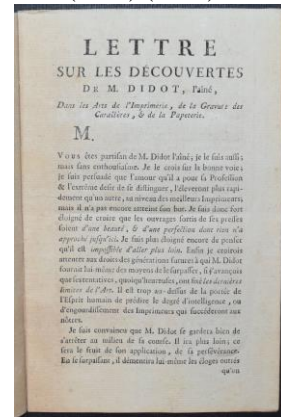 LETTRE
SUR LES DÉCOUVERTES
DE M. DIDOT, l'aîné,
Dans les Arts de l'Imprimerie, de la Gravure des
Caractères, & de la Papeterie.
M.
Vous êtes partisan de M. Didot l'aîné; je le suis aussi;
mais sans enthousiasme. Je le crois sur la bonne voie;
je suis persuadé que l'amour qu'il a pour sa Profession
& l'extrême desir de se distinguer, l'éleveront plus rapi-
dement qu'un autre, au niveau des meilleurs Imprimeurs;
mais il n'a pas encore atteint son but. Je suis donc fort
éloigné de croire que les ouvrages sortis de ses presses
soient d'une beauté, & d'une perfection dont rien n'a
approché jusqu'ici. Je suis plus éloigné encore de penser
qu'il est impossible d'aller plus loin. Enfin je croirois
attenter aux droits des générations futures à qui M. Didot
fournit lui-même des moyens de le surpasser, si j'avançois
que ses tentatives, quoiqu'heureuses, ont fixé les dernières
limites de l'Art. Il est trop au-dessus de la portée de
l'Esprit humain de prédire le degré d'intelligence, ou
d'engourdissement des Imprimeurs qui succéderont aux
nôtres.
Je suis convaincu que M. Didot se gardera bien de
s'arrêter au milieu de sa course. Il ira plus loin; ce
sera le fruit de son application, de sa persévérance.
En se surpassant, il démentira lui-même les éloges outrés
qu'on